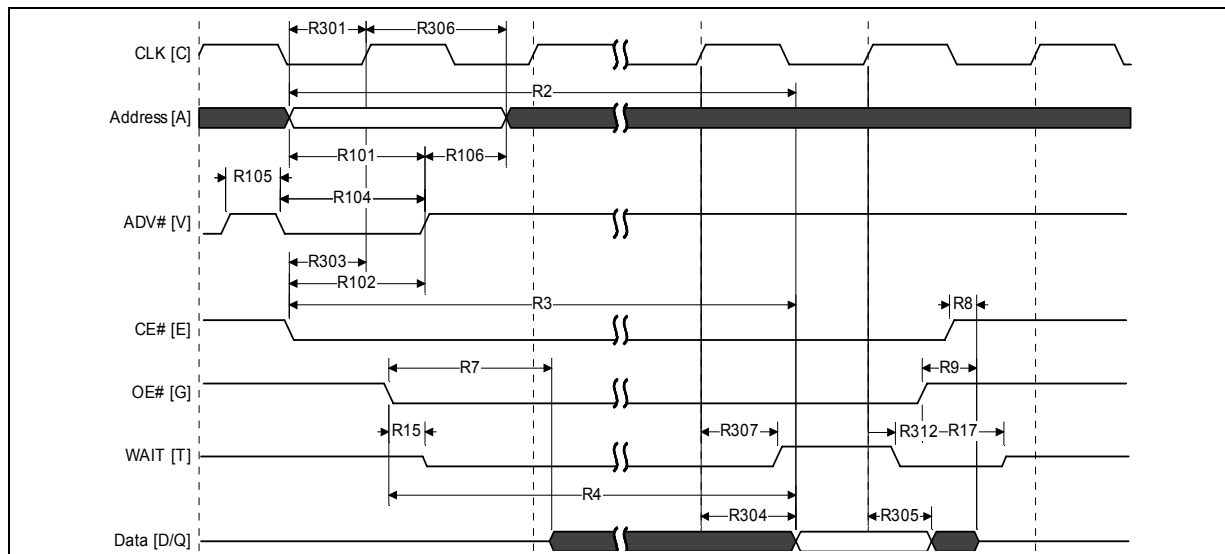 R301 R306
CLK [C]
R2
Address [A]
R101 R106
R105
R104
ADV# [V]
R303
R102
R3
R8
CE# [E]
R7
R9
OE# [G]
R15
R307
R312
R17
WAIT [T]
R4
R304
R305
Data [D/Q]